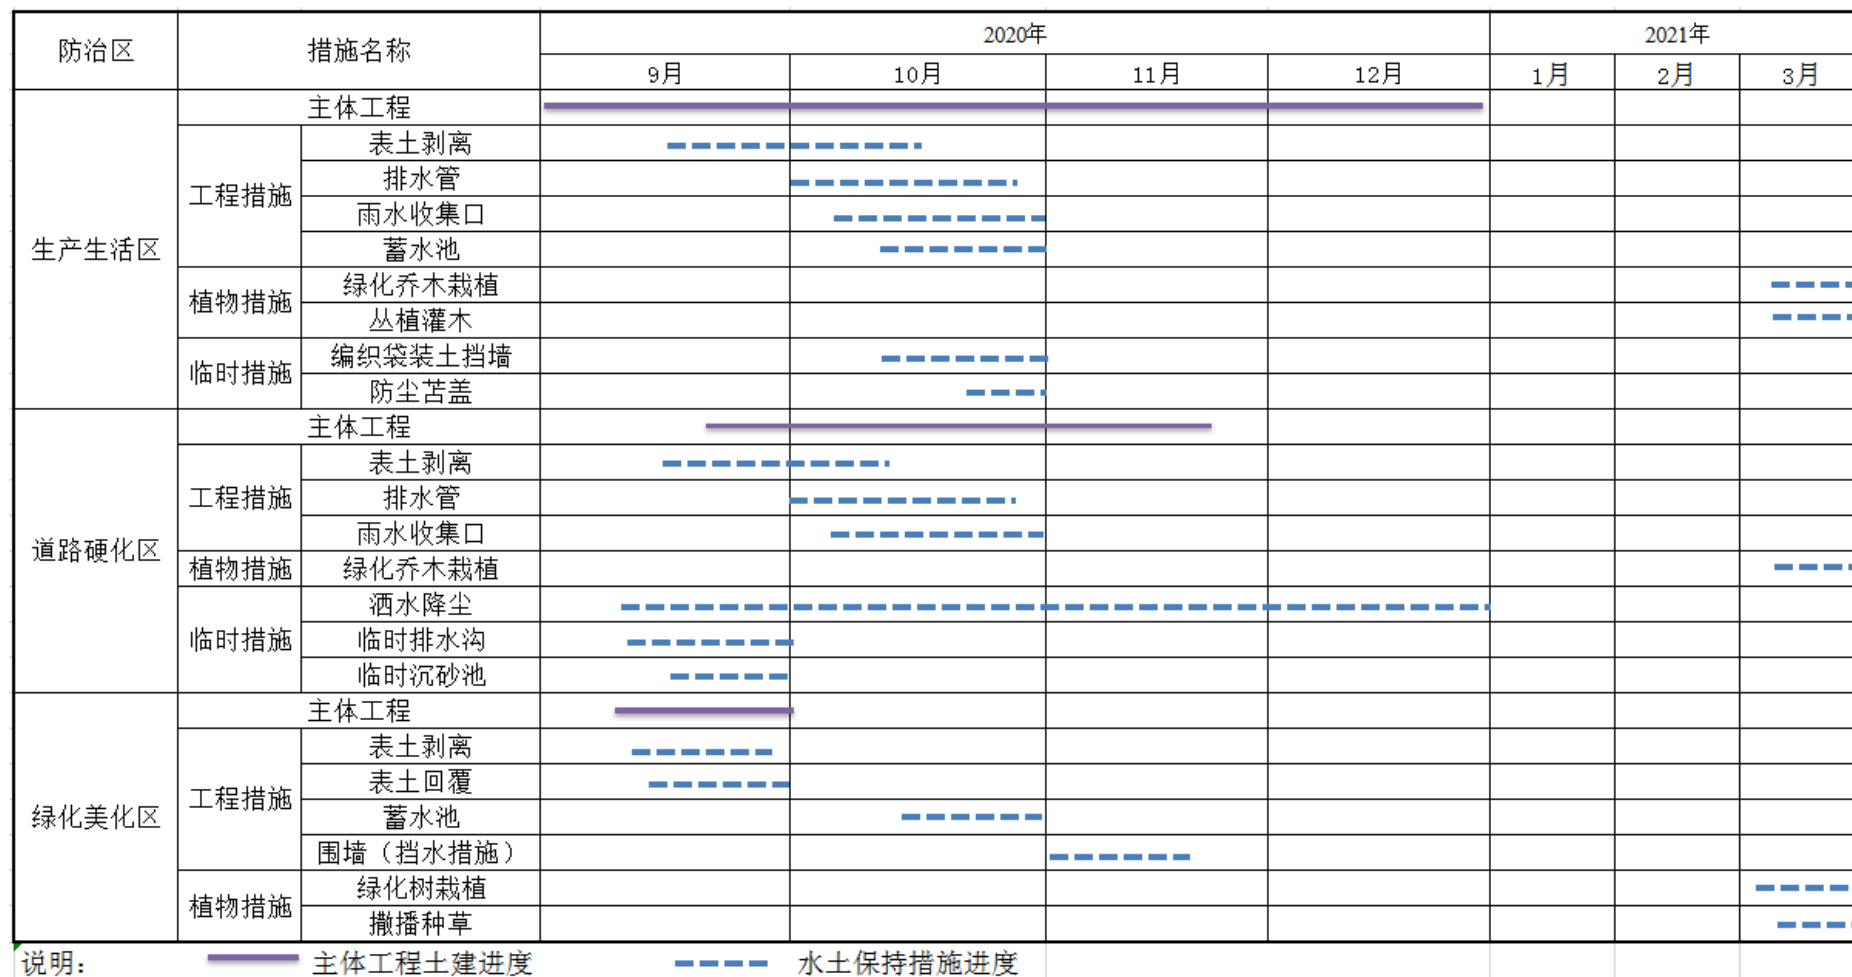 防治区 措施名称 2020年 2021年
9月 10月 11月 12月 1月 2月 3月
生产生活区
主体工程
工程措施
表土剥离
排水管
雨水收集口
蓄水池
植物措施
绿化乔木栽植
丛植灌木
临时措施
编织袋装土挡墙
防尘苫盖
道路硬化区
主体工程
工程措施
表土剥离
排水管
雨水收集口
植物措施
绿化乔木栽植
临时措施
洒水降尘
临时排水沟
临时沉砂池
绿化美化区
主体工程
工程措施
表土剥离
表土回覆
蓄水池
围墙（挡水措施）
植物措施
绿化树栽植
撒播种草
说明： 主体工程土建进度 水土保持措施进度